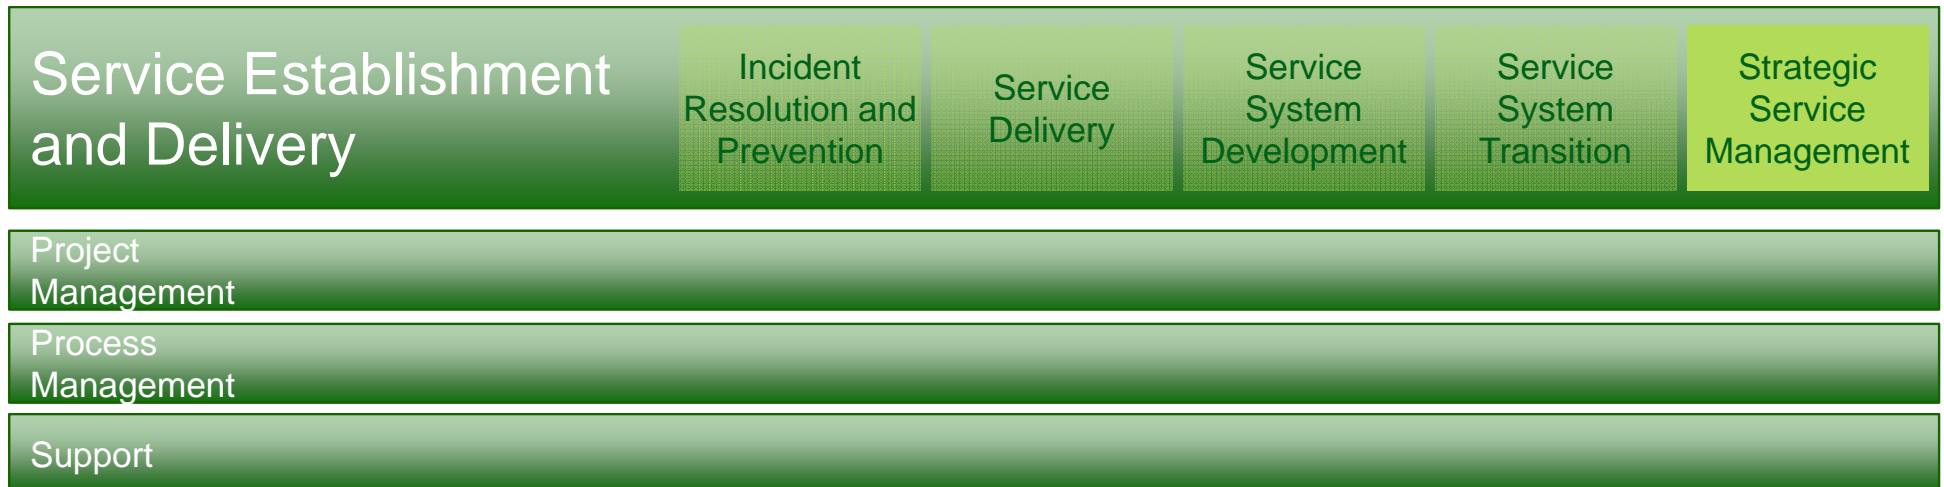 Service Establishment
and Delivery
Incident
Resolution and
Prevention
Service
Delivery
Service
System
Development
Service
System
Transition
Strategic
Service
Management
Project
Management
Process
Management
Support